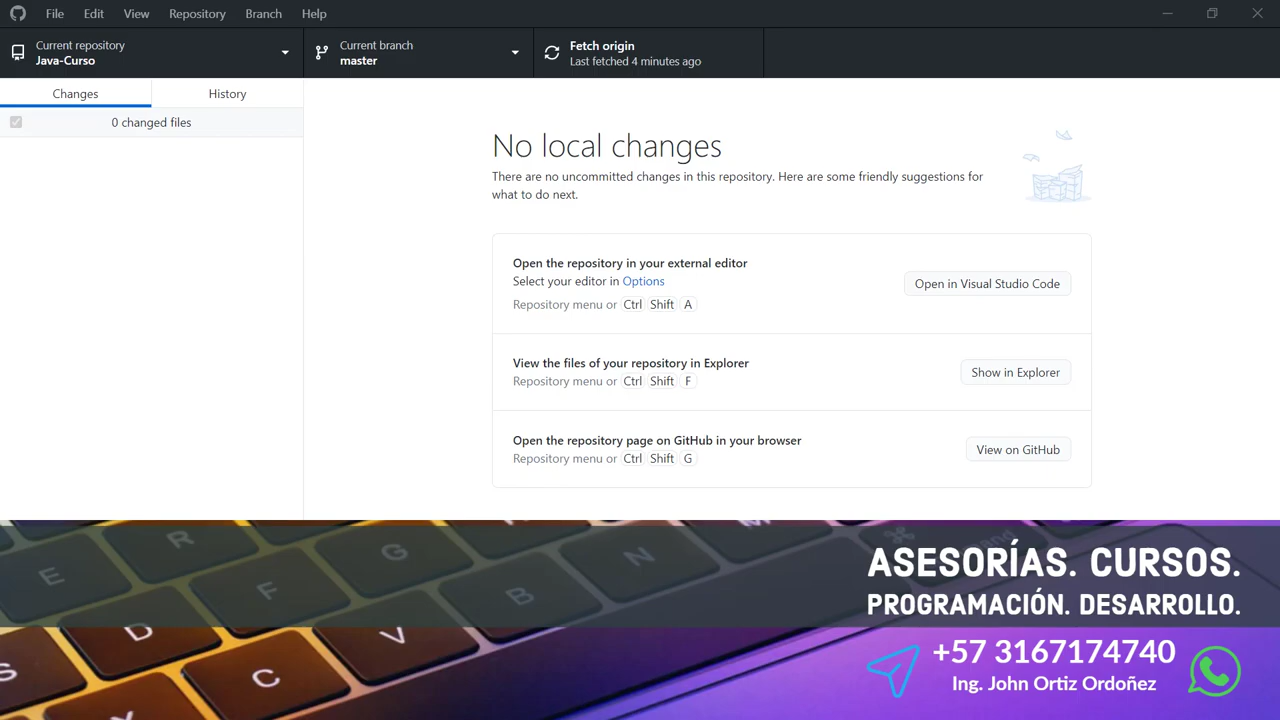 File Edit View Repository Branch Help
Current repository
Java-Curso
Current branch
master
Fetch origin
Last fetched 4 minutes ago
Changes
History
0 changed files
No local changes
There are no uncommitted changes in this repository. Here are some friendly suggestions for
what to do next.
Open the repository in your external editor
Select your editor in Options
Repository menu or Ctrl Shift A
Open in Visual Studio Code
View the files of your repository in Explorer
Repository menu or Ctrl Shift F
Show in Explorer
Open the repository page on GitHub in your browser
Repository menu or Ctrl Shift G
View on GitHub
E R F G B N D V C S
ASESORÍAS. CURSOS.
PROGRAMACIÓN. DESARROLLO.
+57 3167174740
Ing. John Ortiz Ordoñez